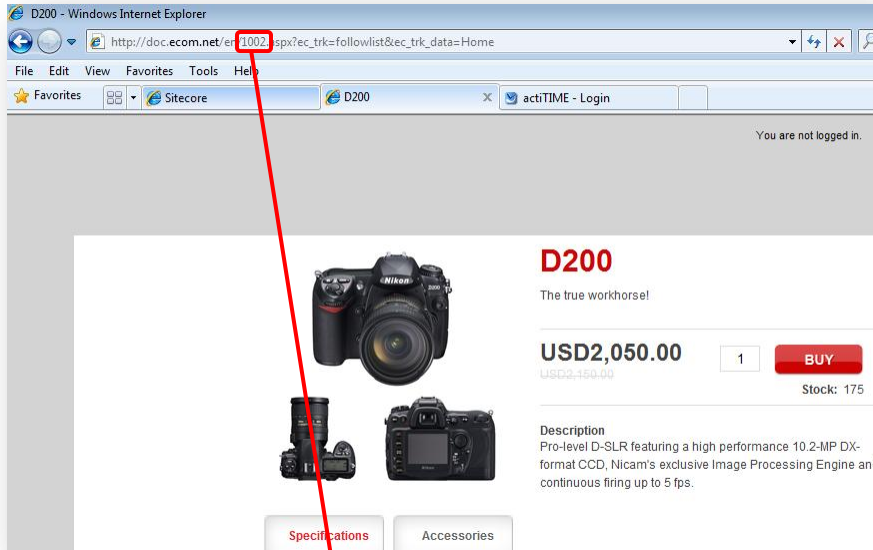 D200 - Windows Internet Explorer
http://doc.ecom.net/en/1002.aspx?ec_trk=followlist&ec_trk_data=Home
File Edit View Favorites Tools Help
Favorites Sitecore D200 x actiTIME - Login
You are not logged in.
Nikon
D200
D200
The true workhorse!
USD2,050.00 1 BUY
USD2,150.00
Stock: 175
Description
Pro-level D-SLR featuring a high performance 10.2-MP DX-
format CCD, Nicam's exclusive Image Processing Engine an
continuous firing up to 5 fps.
Specifications Accessories